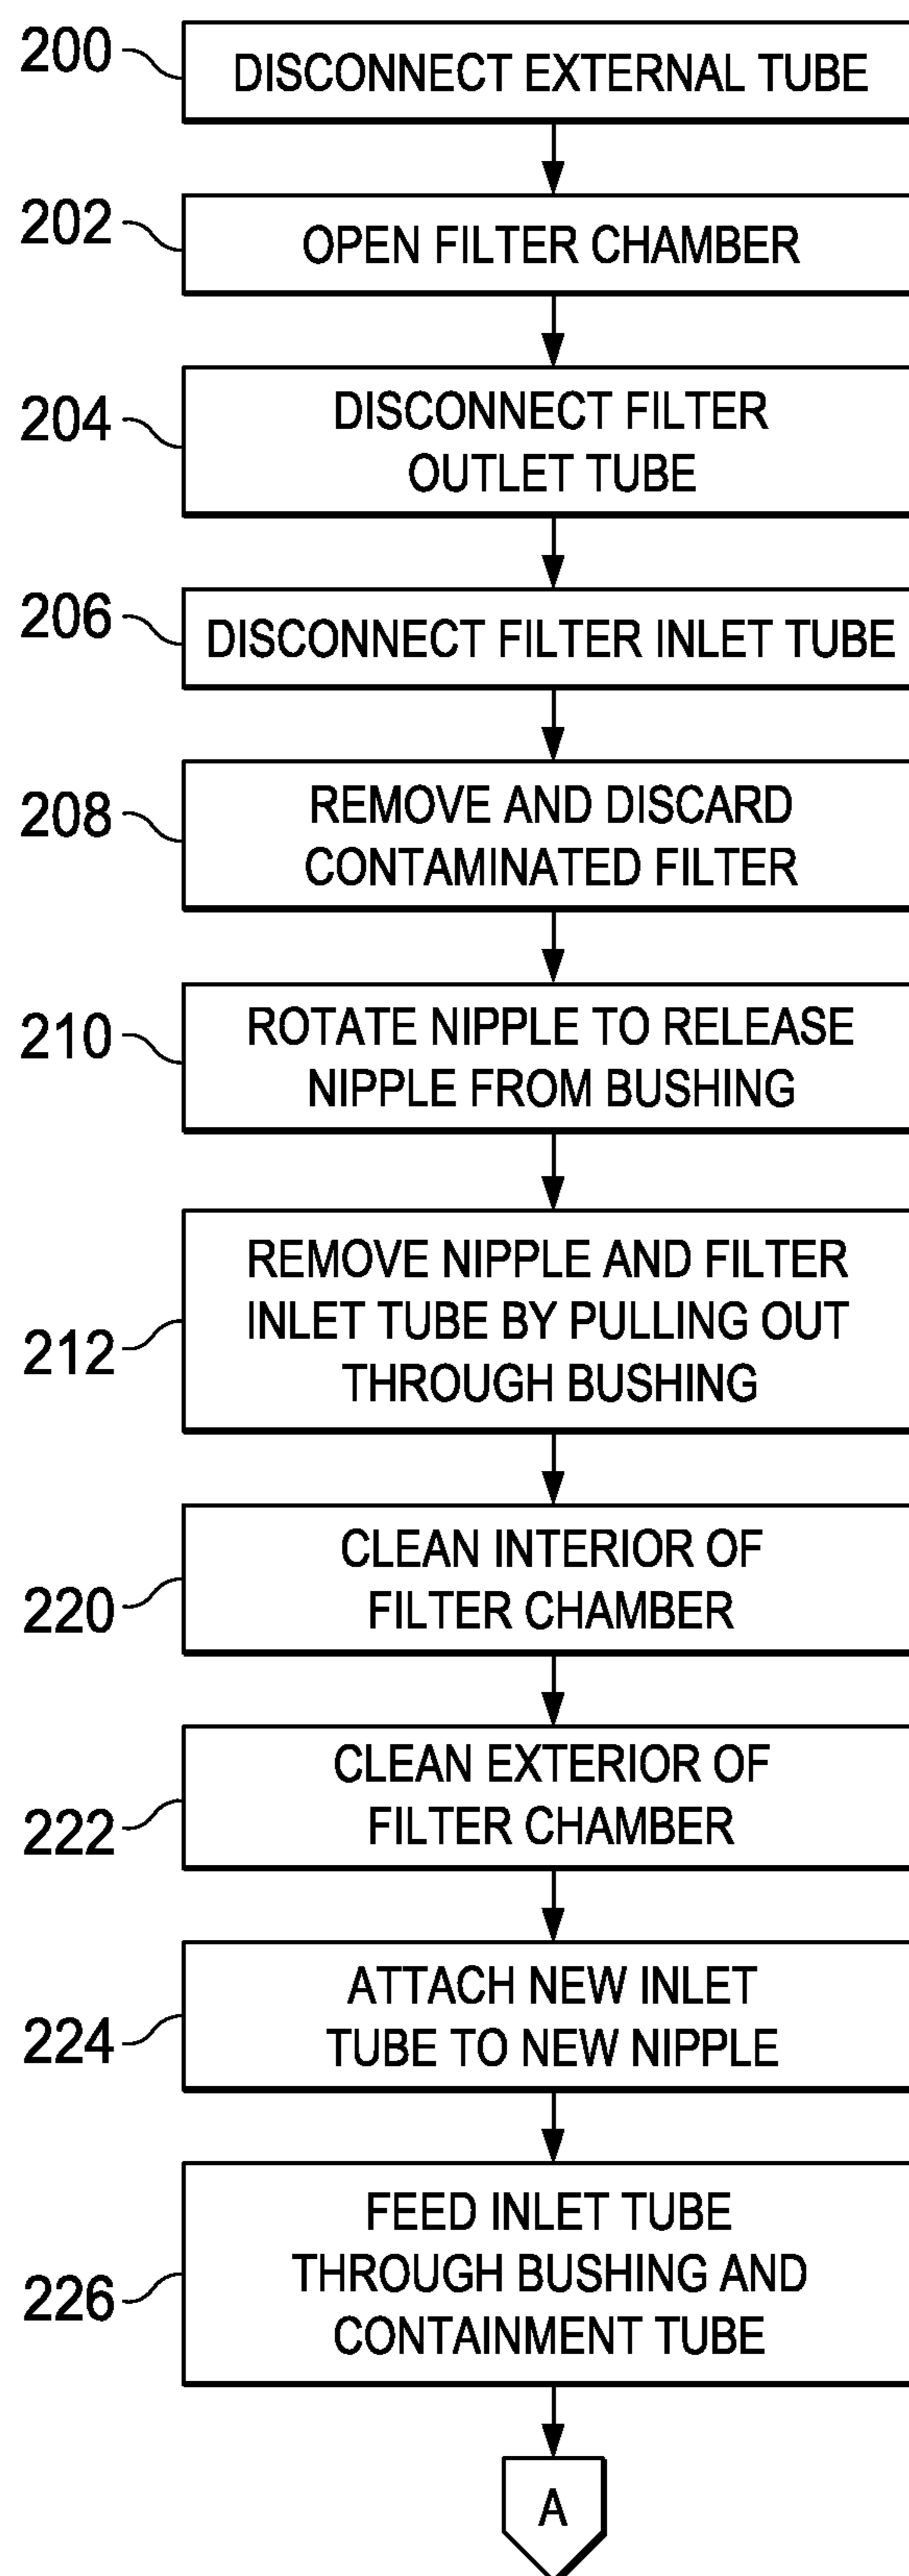 200
DISCONNECT EXTERNAL TUBE
202
OPEN FILTER CHAMBER
204
DISCONNECT FILTER
OUTLET TUBE
206
DISCONNECT FILTER INLET TUBE
208
REMOVE AND DISCARD
CONTAMINATED FILTER
210
ROTATE NIPPLE TO RELEASE
NIPPLE FROM BUSHING
212
REMOVE NIPPLE AND FILTER
INLET TUBE BY PULLING OUT
THROUGH BUSHING
220
CLEAN INTERIOR OF
FILTER CHAMBER
222
CLEAN EXTERIOR OF
FILTER CHAMBER
224
ATTACH NEW INLET
TUBE TO NEW NIPPLE
226
FEED INLET TUBE
THROUGH BUSHING AND
CONTAINMENT TUBE
A